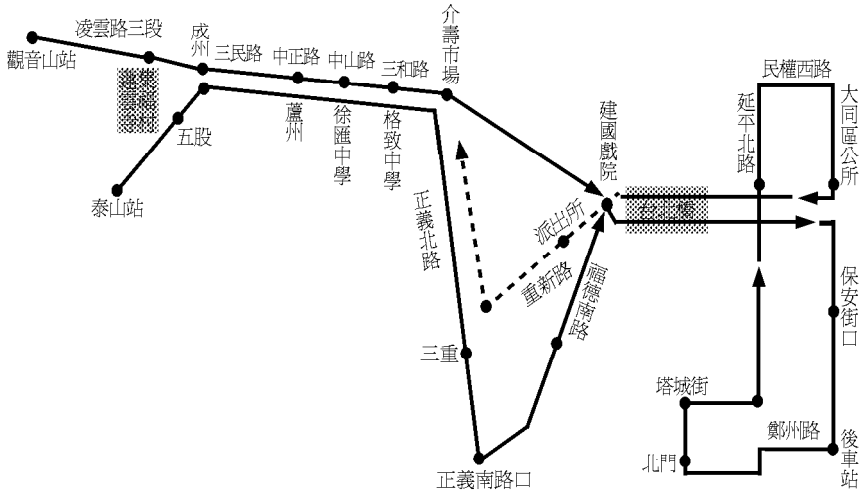 凌雲路三段
觀音山站
成州
三民路
中正路
中山路
三和路
介壽市場
五股
泰山站
蘆州
徐匯中學
格致中學
正義北路
三重
正義南路口
重新路
派出所
福德南路
建國戲院
台北橋
延平北路
民權西路
大同區公所
保安街口
後車站
鄭州路
塔城街
北門